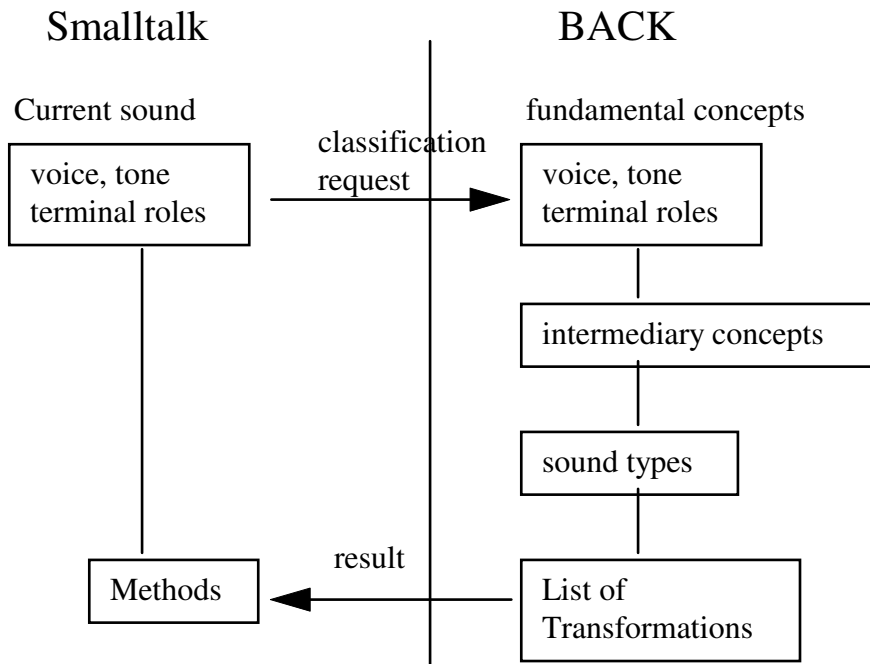 Smalltalk
BACK
Current sound
fundamental concepts
voice, tone
terminal roles
classification
request
voice, tone
terminal roles
intermediary concepts
sound types
Methods
result
List of
Transformations